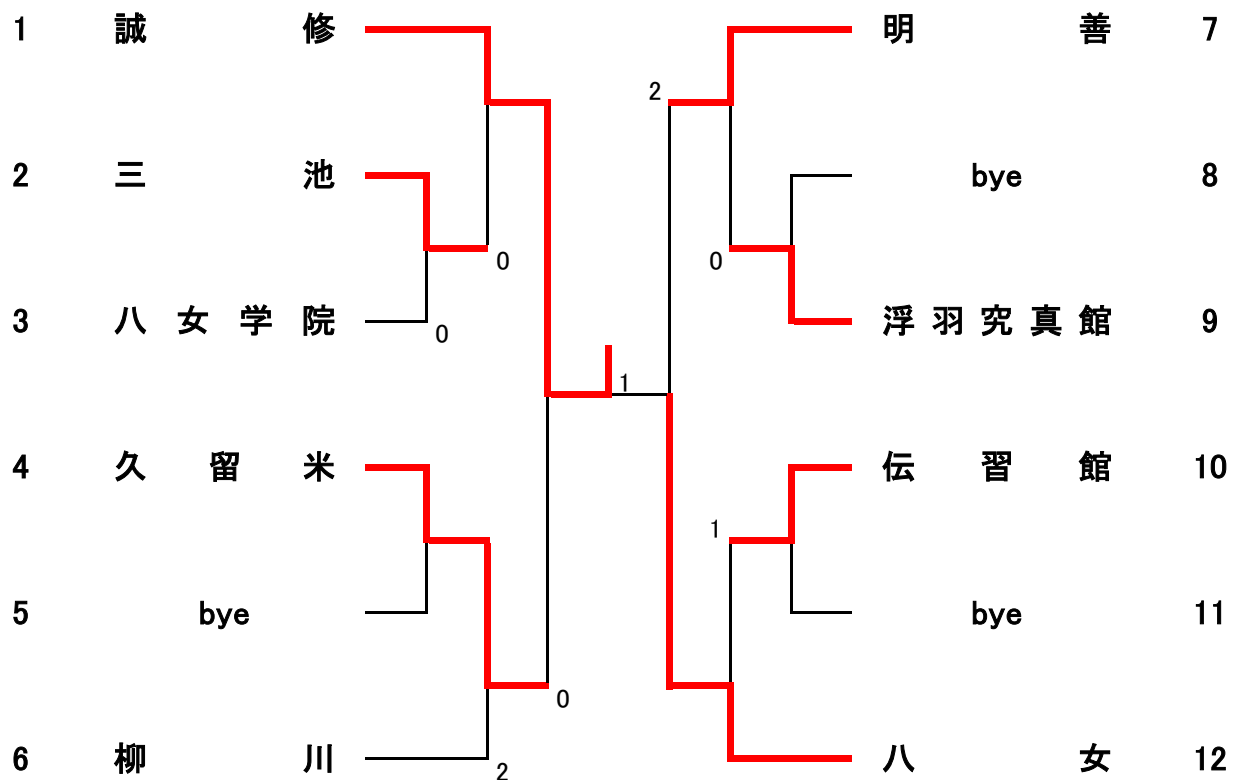 1 誠修 明善 7
2
2 三池 bye 8
0 0
3 八女学院 浮羽究真館 9
0
1
4 久留米 伝習館 10
1
5 bye bye 11
0
6 柳川 八女 12
2